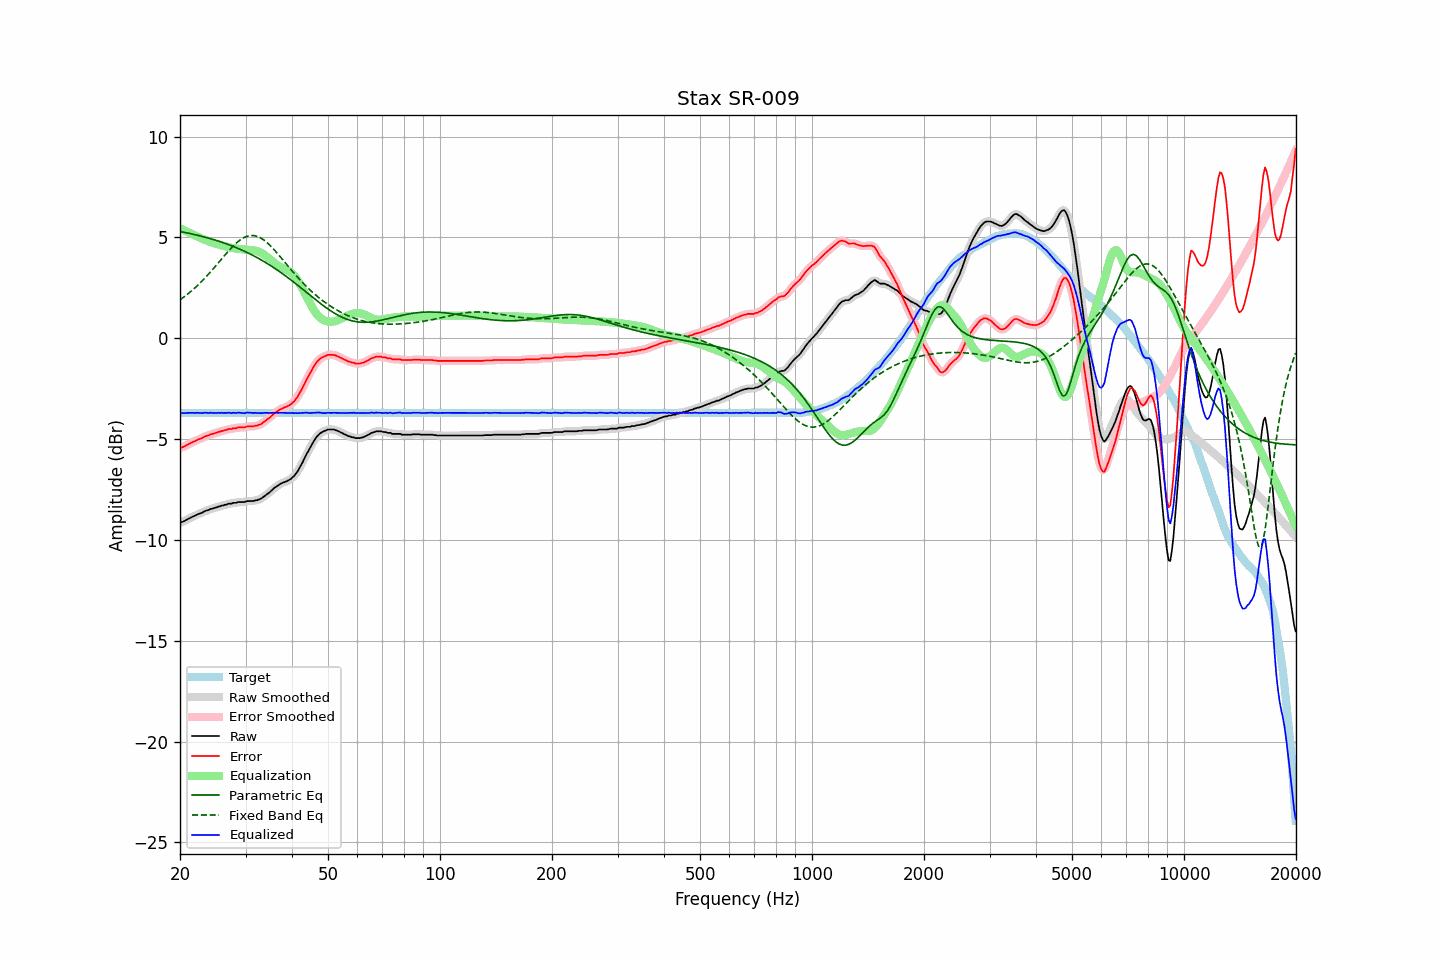 Stax SR-009
Amplitude (dBr)
10
5
0
−5
−10
−15
−20
−25
Target
Raw Smoothed
Error Smoothed
Raw
Error
Equalization
Parametric Eq
Fixed Band Eq
Equalized
20 50 100 200 500 1000 2000 5000 10000 20000
Frequency (Hz)